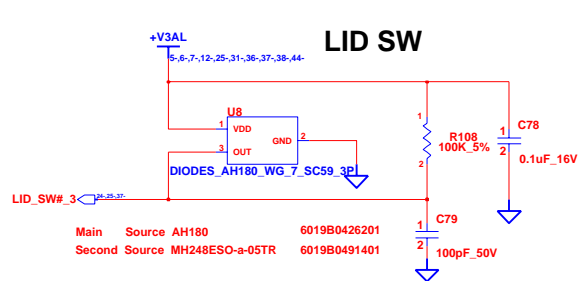 +V3AL
LID SW
5-,6-,7-,12-,25-,31-,36-,37-,38-,44-
U8
1 VDD
GND 2
3 OUT
DIODES_AH180_WG_7_SC59_3P
1
R108
100K_5%
2
1 C78
2
0.1uF_16V
LID_SW#_3 24-,25-,37-
Main Source AH180 6019B0426201
Second Source MH248ESO-a-05TR 6019B0491401
1 C79
2
100pF_50V